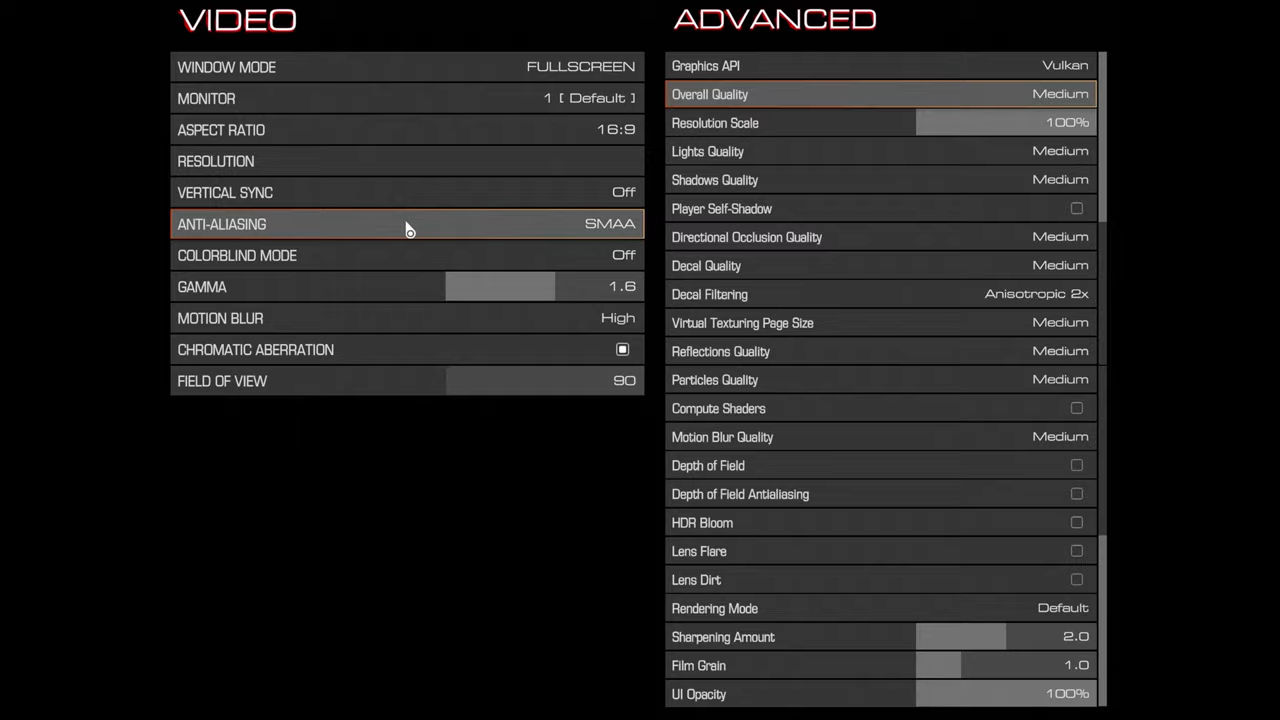 VIDEO
WINDOW MODE FULLSCREEN
MONITOR 1 [ Default ]
ASPECT RATIO 16:9
RESOLUTION
VERTICAL SYNC Off
ANTI-ALIASING SMAA
COLORBLIND MODE Off
GAMMA 1.6
MOTION BLUR High
CHROMATIC ABERRATION
FIELD OF VIEW 90
ADVANCED
Graphics API Vulkan
Overall Quality Medium
Resolution Scale 100%
Lights Quality Medium
Shadows Quality Medium
Player Self-Shadow
Directional Occlusion Quality Medium
Decal Quality Medium
Decal Filtering Anisotropic 2x
Virtual Texturing Page Size Medium
Reflections Quality Medium
Particles Quality Medium
Compute Shaders
Motion Blur Quality Medium
Depth of Field
Depth of Field Antialiasing
HDR Bloom
Lens Flare
Lens Dirt
Rendering Mode Default
Sharpening Amount 2.0
Film Grain 1.0
UI Opacity 100%